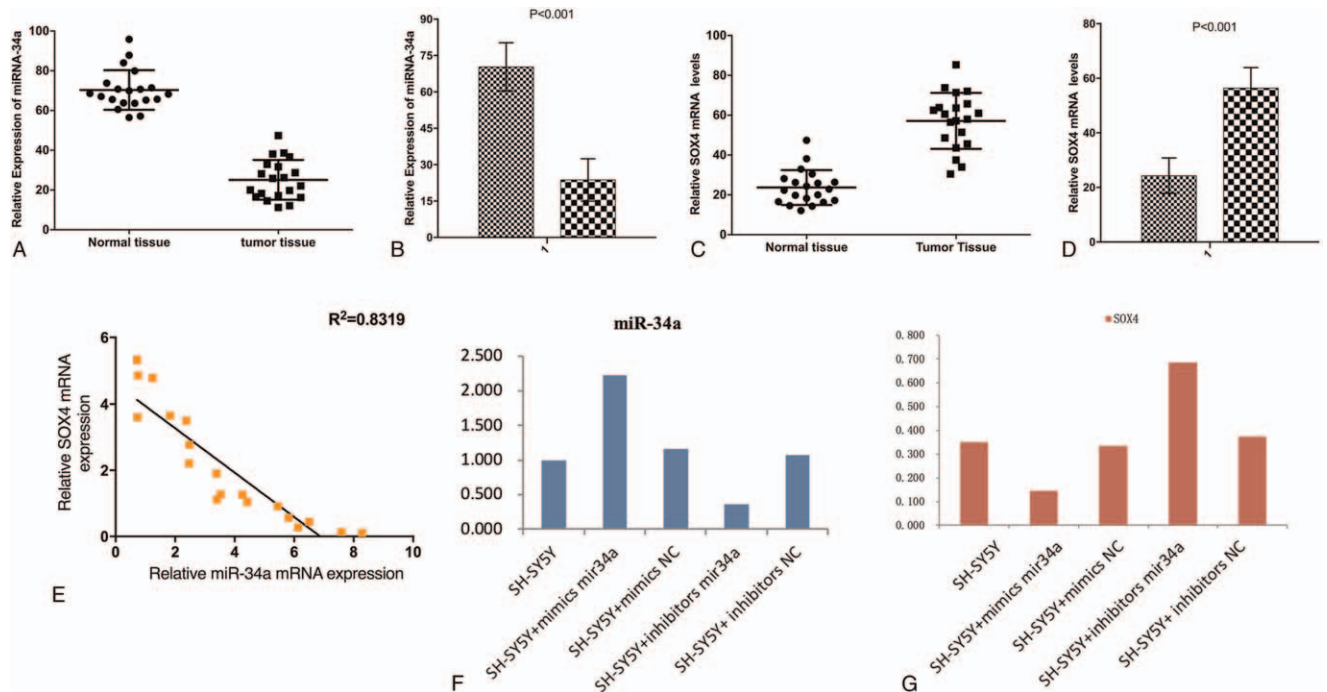 100
80
60
40
20
0
Relative Expression of miRNA-34a
Normal tissue
tumor tissue
A
P<0.001
90
75
60
45
30
15
0
Relative Expression of miRNA-34a
1
B
100
80
60
40
20
0
Relative SOX4 mRNA levels
Normal tissue
Tumor Tissue
C
P<0.001
80
60
40
20
0
Relative SOX4 mRNA levels
1
D
R²=0.8319
6
4
2
0
Relative SOX4 mRNA
expression
0 2 4 6 8 10
Relative miR-34a mRNA expression
E
miR-34a
2.500
2.000
1.500
1.000
0.500
0.000
SH-SY5Y
SH-SY5Y+mimics mir34a
SH-SY5Y+mimics NC
SH-SY5Y+inhibitors mir34a
SH-SY5Y+ inhibitors NC
F
SOX4
0.800
0.700
0.600
0.500
0.400
0.300
0.200
0.100
0.000
SH-SY5Y
SH-SY5Y+mimics mir34a
SH-SY5Y+mimics NC
SH-SY5Y+inhibitors mir34a
SH-SY5Y+ inhibitors NC
G